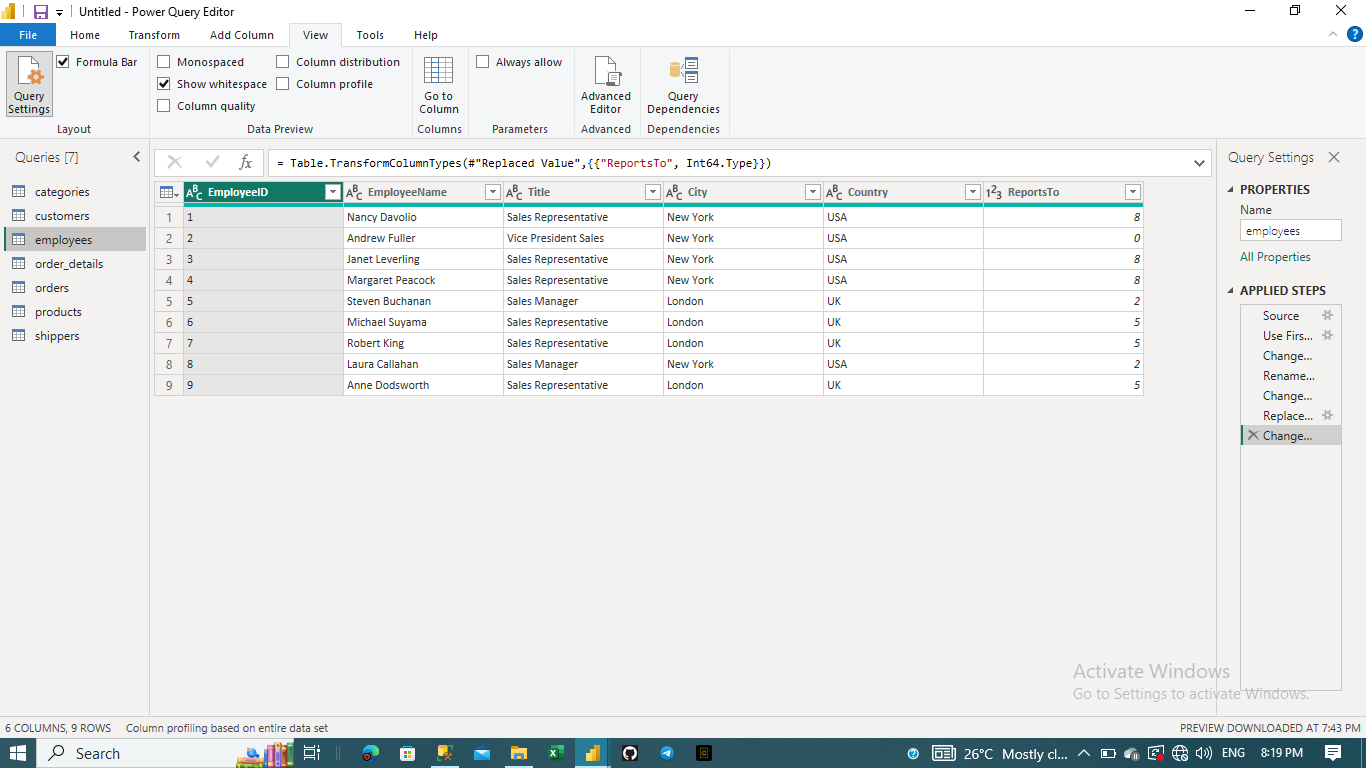 Untitled - Power Query Editor
File Home Transform Add Column View Tools Help
Query Settings
Formula Bar
Layout
Monospaced
Show whitespace
Column quality
Column distribution
Column profile
Data Preview
Go to Column
Columns
Always allow
Parameters
Advanced Editor
Advanced
Query Dependencies
Dependencies
Queries [7]
categories
customers
employees
order_details
orders
products
shippers
fx = Table.TransformColumnTypes(#"Replaced Value",{{"ReportsTo", Int64.Type}})
ABC EmployeeID ABC EmployeeName ABC Title ABC City ABC Country 123 ReportsTo
1 1 Nancy Davolio Sales Representative New York USA 8
2 2 Andrew Fuller Vice President Sales New York USA 0
3 3 Janet Leverling Sales Representative New York USA 8
4 4 Margaret Peacock Sales Representative New York USA 8
5 5 Steven Buchanan Sales Manager London UK 2
6 6 Michael Suyama Sales Representative London UK 5
7 7 Robert King Sales Representative London UK 5
8 8 Laura Callahan Sales Manager New York USA 2
9 9 Anne Dodsworth Sales Representative London UK 5
Query Settings
PROPERTIES
Name
employees
All Properties
APPLIED STEPS
Source
Use Firs...
Change...
Rename...
Change...
Replace...
Change...
Activate Windows
Go to Settings to activate Windows.
6 COLUMNS, 9 ROWS Column profiling based on entire data set PREVIEW DOWNLOADED AT 7:43 PM
Search 26°C Mostly cl... ENG 8:19 PM